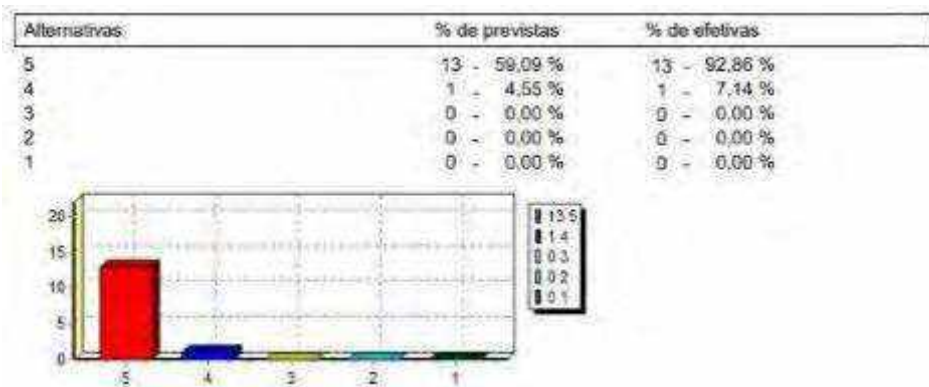 Alternativas % de previstas % de efetivas
5 13 - 59,09 % 13 - 92,86 %
4 1 - 4,55 % 1 - 7,14 %
3 0 - 0,00 % 0 - 0,00 %
2 0 - 0,00 % 0 - 0,00 %
1 0 - 0,00 % 0 - 0,00 %
20
15
10
5
0
5 4 3 2 1
13 5
1 4
0 3
0 2
0 1